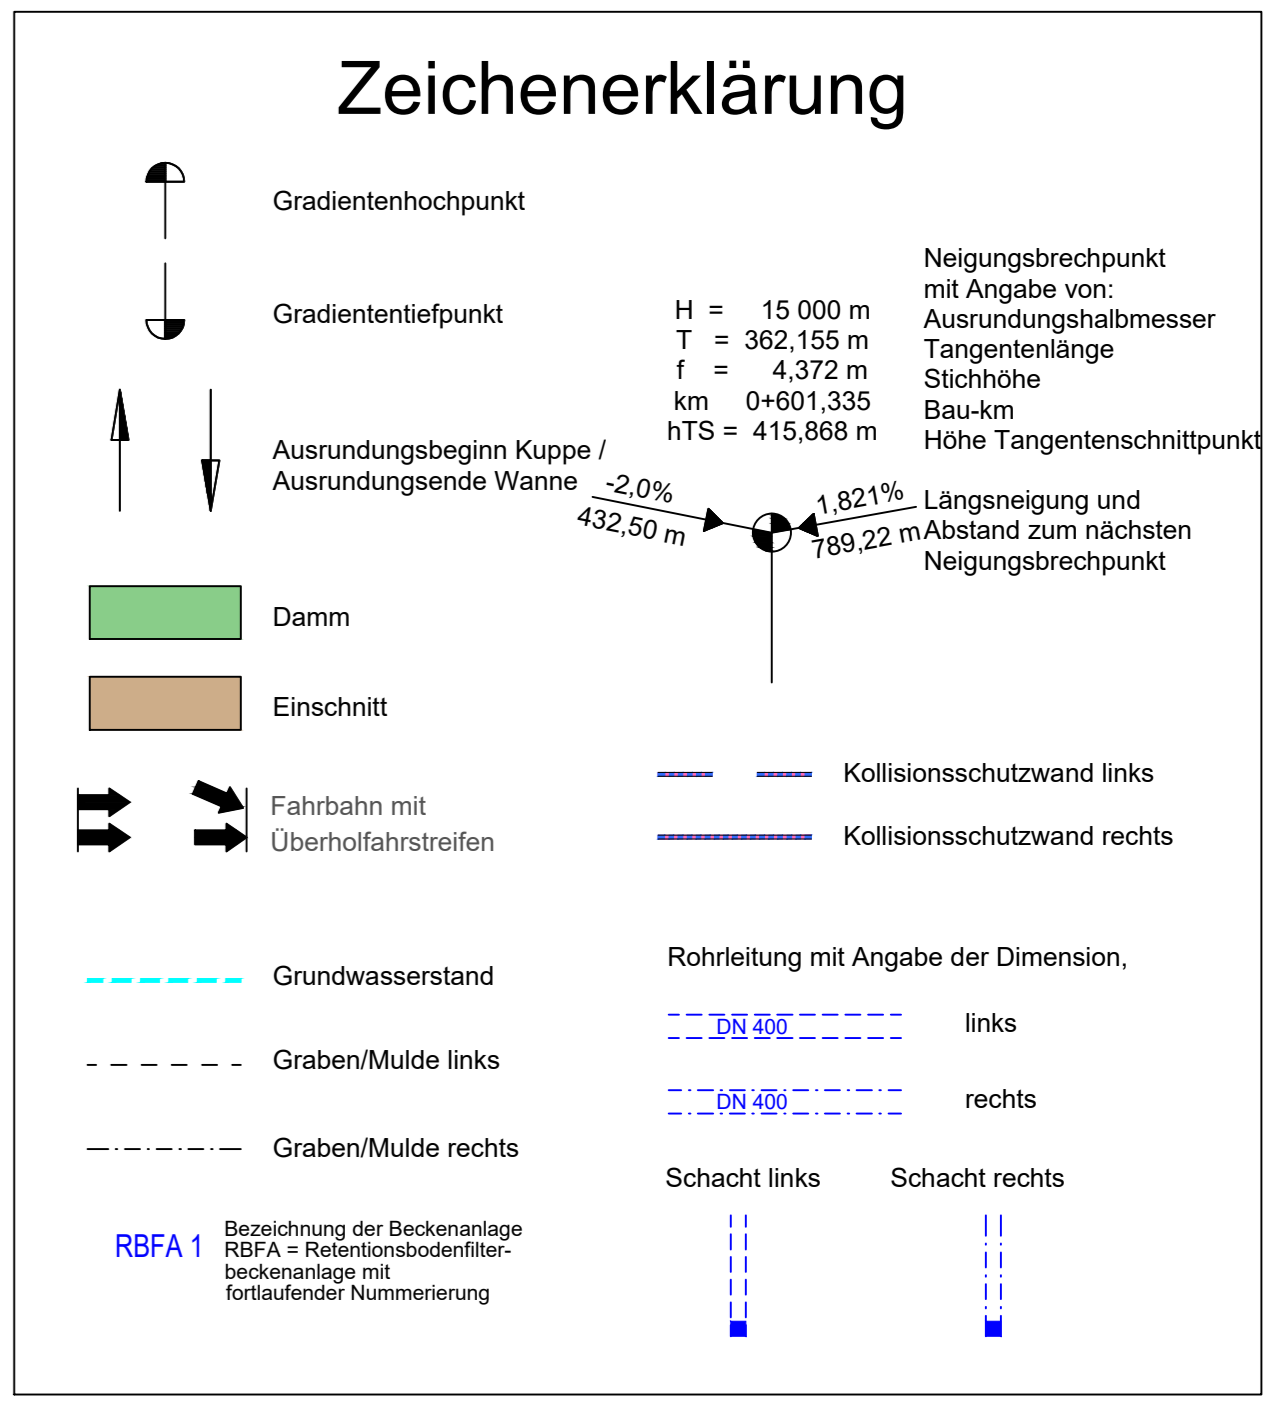 Zeichenerklärung
Gradientenhochpunkt
Gradiententiefpunkt
Ausrundungsbeginn Kuppe /
Ausrundungsende Wanne
H = 15 000 m
T = 362,155 m
f = 4,372 m
km 0+601,335
hTS = 415,868 m
Neigungsbrechpunkt
mit Angabe von:
Ausrundungshalbmesser
Tangentenlänge
Stichhöhe
Bau-km
Höhe Tangentenschnittpunkt
-2,0%
432,50 m
1,821%
789,22 m
Längsneigung und
Abstand zum nächsten
Neigungsbrechpunkt
Damm
Einschnitt
Fahrbahn mit
Überholfahrstreifen
Kollisionsschutzwand links
Kollisionsschutzwand rechts
Grundwasserstand
Graben/Mulde links
Graben/Mulde rechts
RBFA 1
Bezeichnung der Beckenanlage
RBFA = Retentionsbodenfilter-
beckenanlage mit
fortlaufender Nummerierung
Rohrleitung mit Angabe der Dimension,
DN 400
links
DN 400
rechts
Schacht links
Schacht rechts